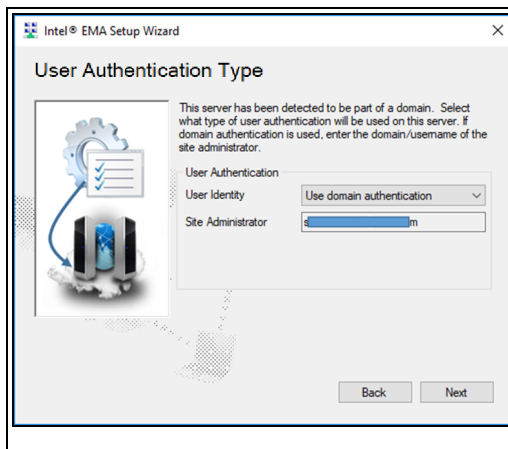 Intel® EMA Setup Wizard
User Authentication Type
This server has been detected to be part of a domain. Select
what type of user authentication will be used on this server. If
domain authentication is used, enter the domain/username of the
site administrator.
User Authentication
User Identity
Use domain authentication
Site Administrator
s
m
Back
Next